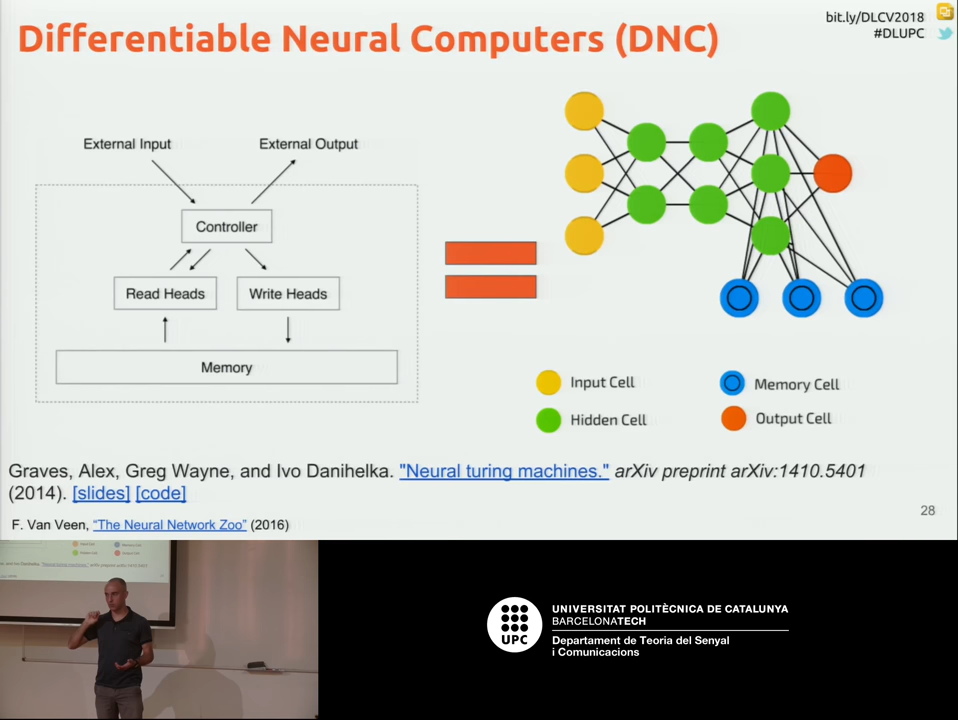 Differentiable Neural Computers (DNC)
bit.ly/DLCV2018
#DLUPC
External Input
External Output
Controller
Read Heads
Write Heads
Memory
Input Cell
Memory Cell
Hidden Cell
Output Cell
Graves, Alex, Greg Wayne, and Ivo Danihelka. "Neural turing machines." arXiv preprint arXiv:1410.5401
(2014). [slides] [code]
28
F. Van Veen, "The Neural Network Zoo" (2016)
UPC
UNIVERSITAT POLITÈCNICA DE CATALUNYA
BARCELONATECH
Departament de Teoria del Senyal
i Comunicacions